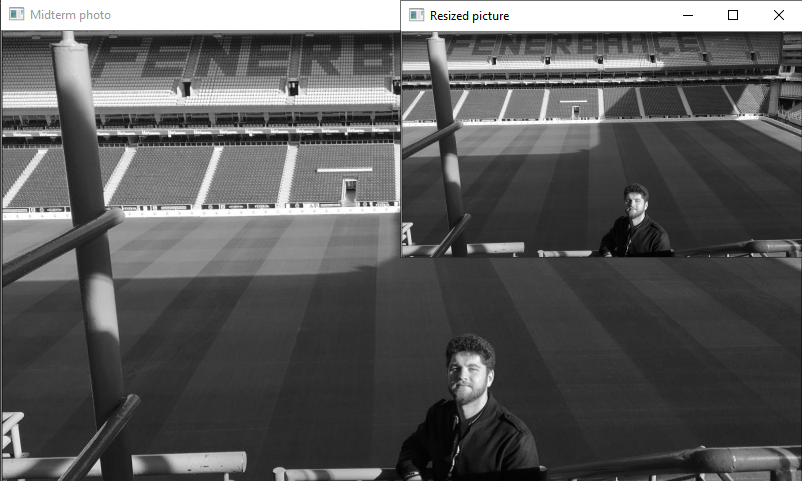 Midterm photo
Resized picture
FENERB
FENERBAHÇE